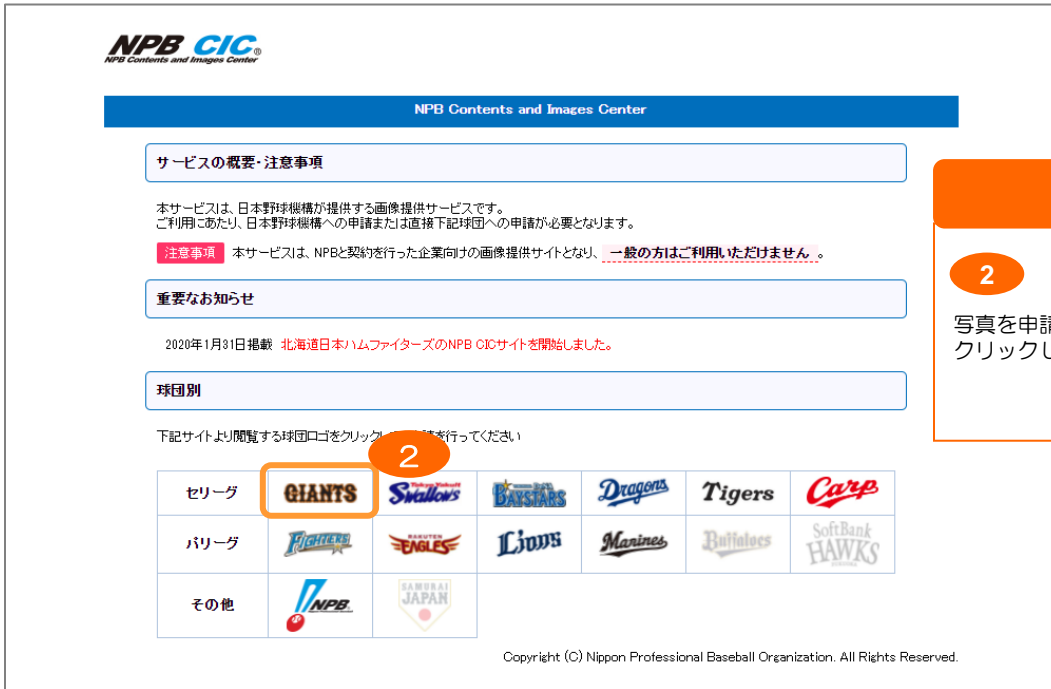 NPB CIC®
NPB Contents and Images Center
NPB Contents and Images Center
サービスの概要・注意事項
本サービスは、日本野球機構が提供する画像提供サービスです。
ご利用にあたり、日本野球機構への申請または直接下記球団への申請が必要となります。
注意事項 本サービスは、NPBと契約を行った企業向けの画像提供サイトとなり、一般の方はご利用いただけません。
重要なお知らせ
2020年1月31日掲載 北海道日本ハムファイターズのNPB CICサイトを開始しました。
球団別
下記サイトより閲覧する球団ロゴをクリック を行ってください
2
セリーグ GIANTS Tokyo Yakult Swallows BAYSTARS Dragons Tigers Carp
パリーグ FIGHTERS RAKUTEN EAGLES Lions Marines Buffaloes SoftBank HAWKS
その他 NPB SAMURAI JAPAN
Copyright (C) Nippon Professional Baseball Organization. All Rights Reserved.
2
写真を申請
クリックし